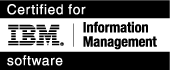 Certified for
IBM® Information
Management
software